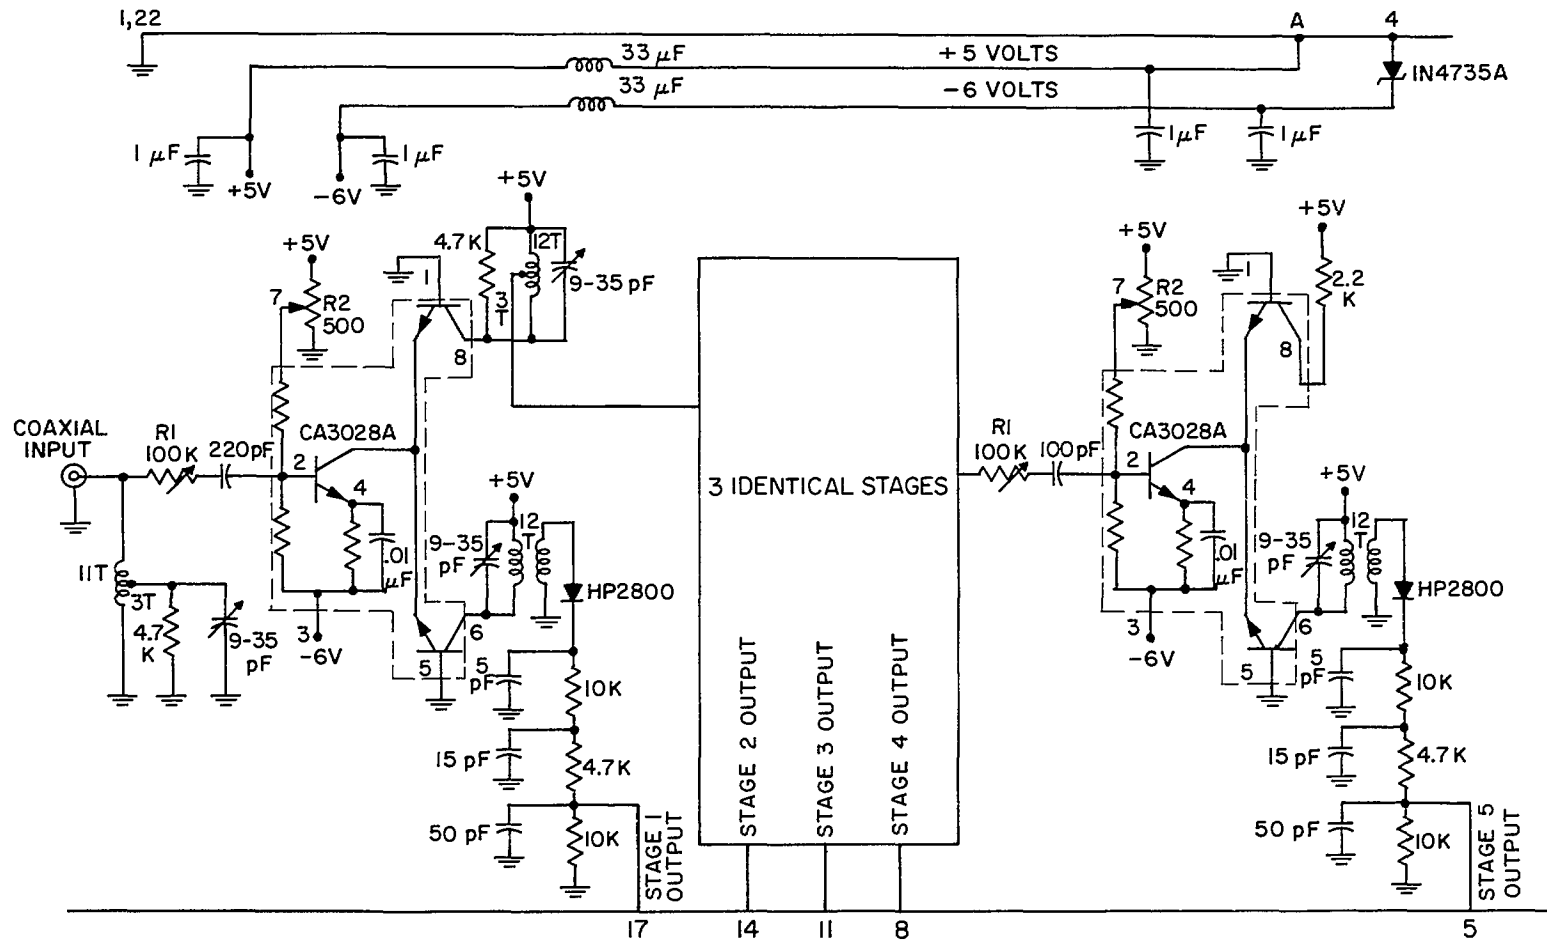 1,22
A
4
33 µF
+5 VOLTS
IN4735A
33 µF
-6 VOLTS
1 µF
+5V
-6V
1 µF
1µF
1µF
+5V
+5V
7
R2
500
1
4.7K
12T
9-35 pF
3
T
8
COAXIAL
INPUT
R1
100K
220pF
2
CA3028A
4
.01
µF
11T
3T
4.7
K
9-35
pF
3
-6V
+5V
9-35
pF
12
T
HP2800
6
5
5
pF
10K
15 pF
4.7K
50 pF
10K
STAGE 1
OUTPUT
17
3 IDENTICAL STAGES
STAGE 2 OUTPUT
STAGE 3 OUTPUT
STAGE 4 OUTPUT
14
11
8
+5V
7
R2
500
1
+5V
2.2
K
8
R1
100K
100pF
2
CA3028A
4
.01
µF
3
-6V
+5V
9-35
pF
12
T
HP2800
6
5
5
pF
10K
15 pF
4.7K
50 pF
10K
STAGE 5
OUTPUT
5